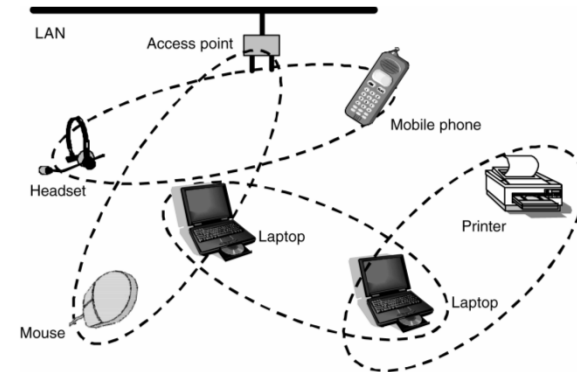 LAN
Access point
Mobile phone
Headset
Printer
Laptop
Laptop
Mouse